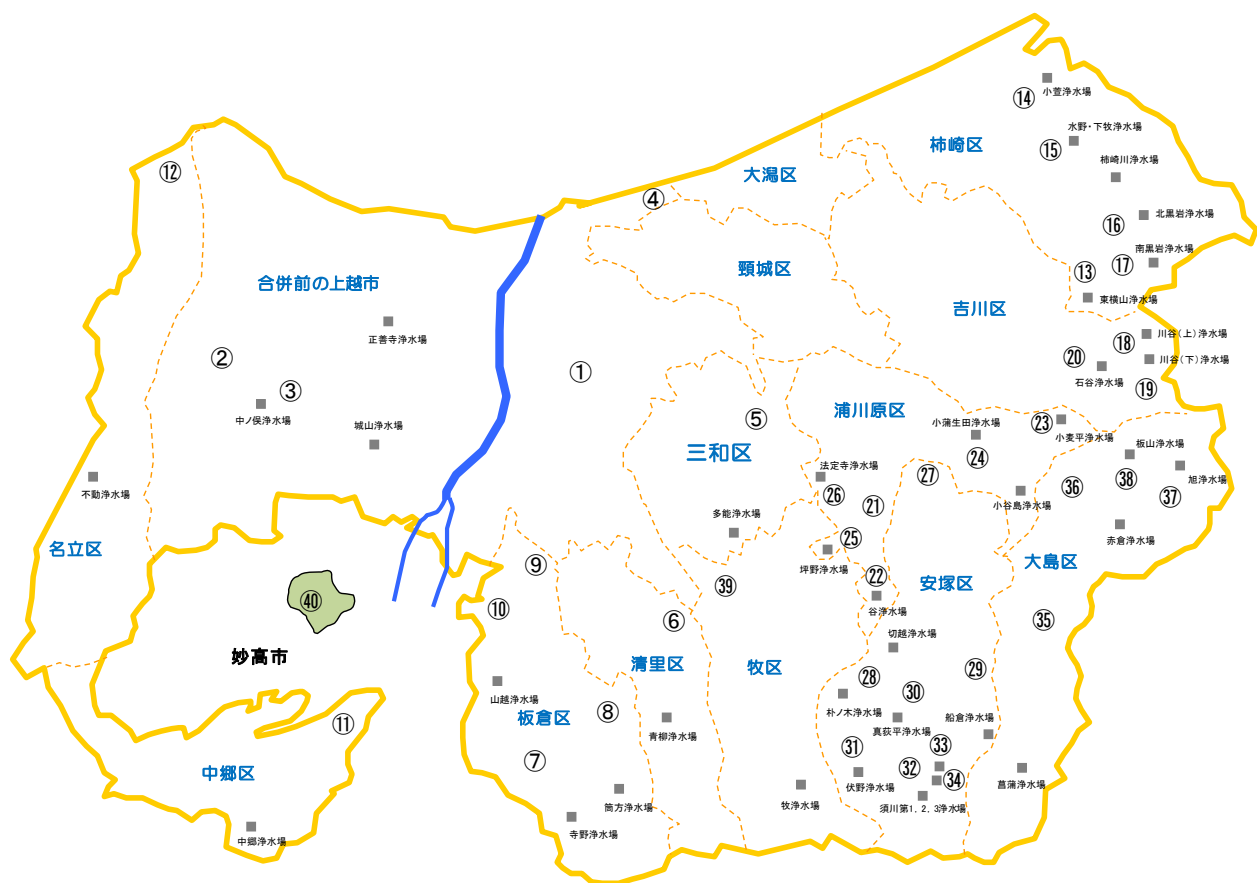 ⑭
小萱浄水場
水野・下牧浄水場
⑮
柿崎区
柿崎川浄水場
⑫
大潟区
④
北黒岩浄水場
⑯
南黒岩浄水場
⑰
⑬
頸城区
合併前の上越市
東横山浄水場
吉川区
正善寺浄水場
川谷(上)浄水場
⑱
②
⑳
川谷(下)浄水場
①
石谷浄水場
⑲
③
中ノ俣浄水場
浦川原区
⑤
小蒲生田浄水場
㉓
小麦平浄水場
城山浄水場
三和区
板山浄水場
㉔
法定寺浄水場
㉗
㊳
旭浄水場
不動浄水場
㉖
㉑
小谷島浄水場
㊱
㊲
多能浄水場
赤倉浄水場
㉕
名立区
⑨
坪野浄水場
大島区
㉒
安塚区
㊴
㊵
⑩
谷浄水場
⑥
㉟
切越浄水場
妙高市
清里区
牧区
㉘
㉙
山越浄水場
㉚
朴ノ木浄水場
⑧
板倉区
船倉浄水場
⑪
青柳浄水場
真荻平浄水場
㉛
㉝
⑦
中郷区
㉜
㉞
伏野浄水場
菖蒲浄水場
筒方浄水場
牧浄水場
須川第1,2,3浄水場
寺野浄水場
中郷浄水場